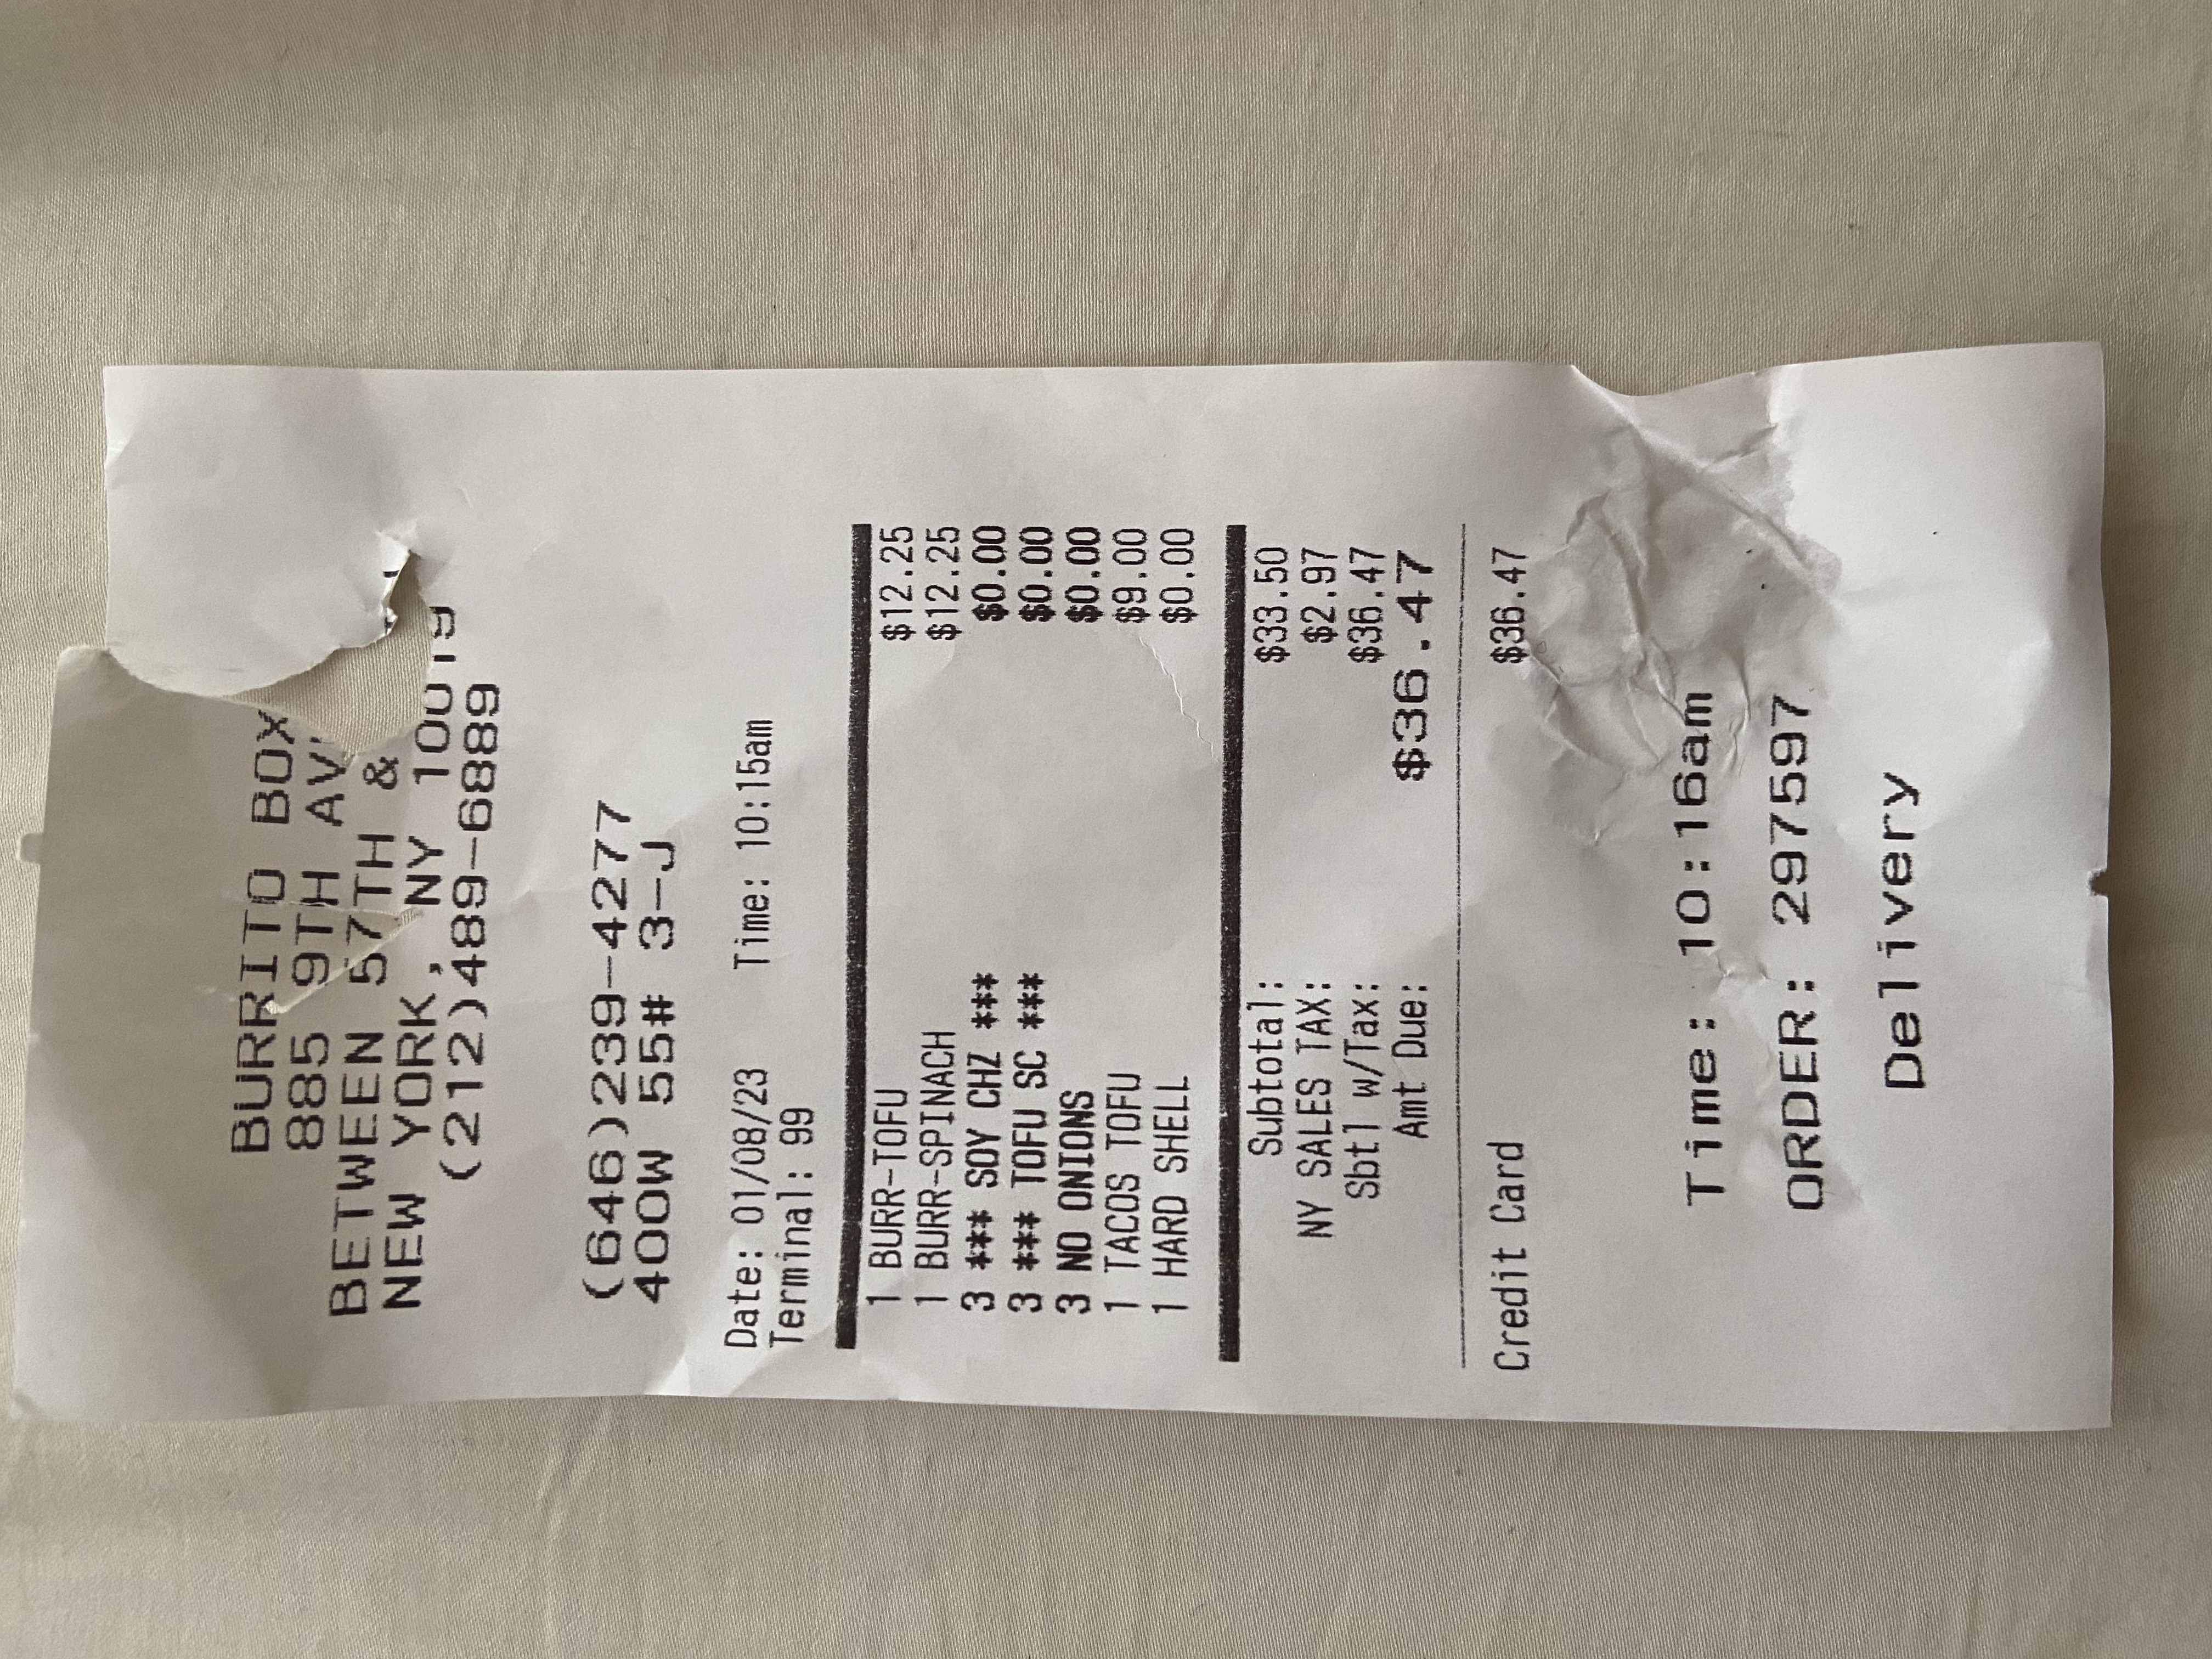 BURRITO BOX
885 9TH
BETWEEN 57TH &
NEW YORK, NY 10019
(212)489-6889
(646)239-4277
400W 55# 3-J
Date: 01/08/23 Time: 10:15am
Terminal: 99
1 BURR-TOFU $12.25
1 BURR-SPINACH $12.25
3 *** SOY CHZ *** $0.00
3 *** TOFU SC *** $0.00
3 NO ONIONS $0.00
1 TACOS TOFU $9.00
1 HARD SHELL $0.00
Subtotal: $33.50
NY SALES TAX: $2.97
Sbtl w/Tax: $36.47
Amt Due: $36.47
Credit Card $36.47
Time: 10:16am
ORDER: 297597
Delivery